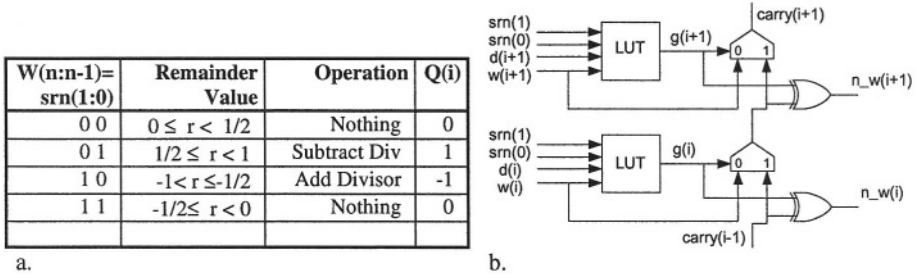 W(n:n-1)= srn(1:0) Remainder Value Operation Q(i)
0 0 0≤ r< 1/2 Nothing 0
0 1 1/2 ≤ r<1 Subtract Div 1
1 0 -1<r ≤-1/2 Add Divisor -1
1 1 -1/2≤ r<0 Nothing 0
a.
carry(i+1)
srn(1)
srn(0)
d(i+1)
w(i+1)
LUT
g(i+1)
0 1
n_w(i+1)
srn(1)
srn(0)
d(i)
w(i)
LUT
g(i)
0 1
n_w(i)
carry(i-1)
b.